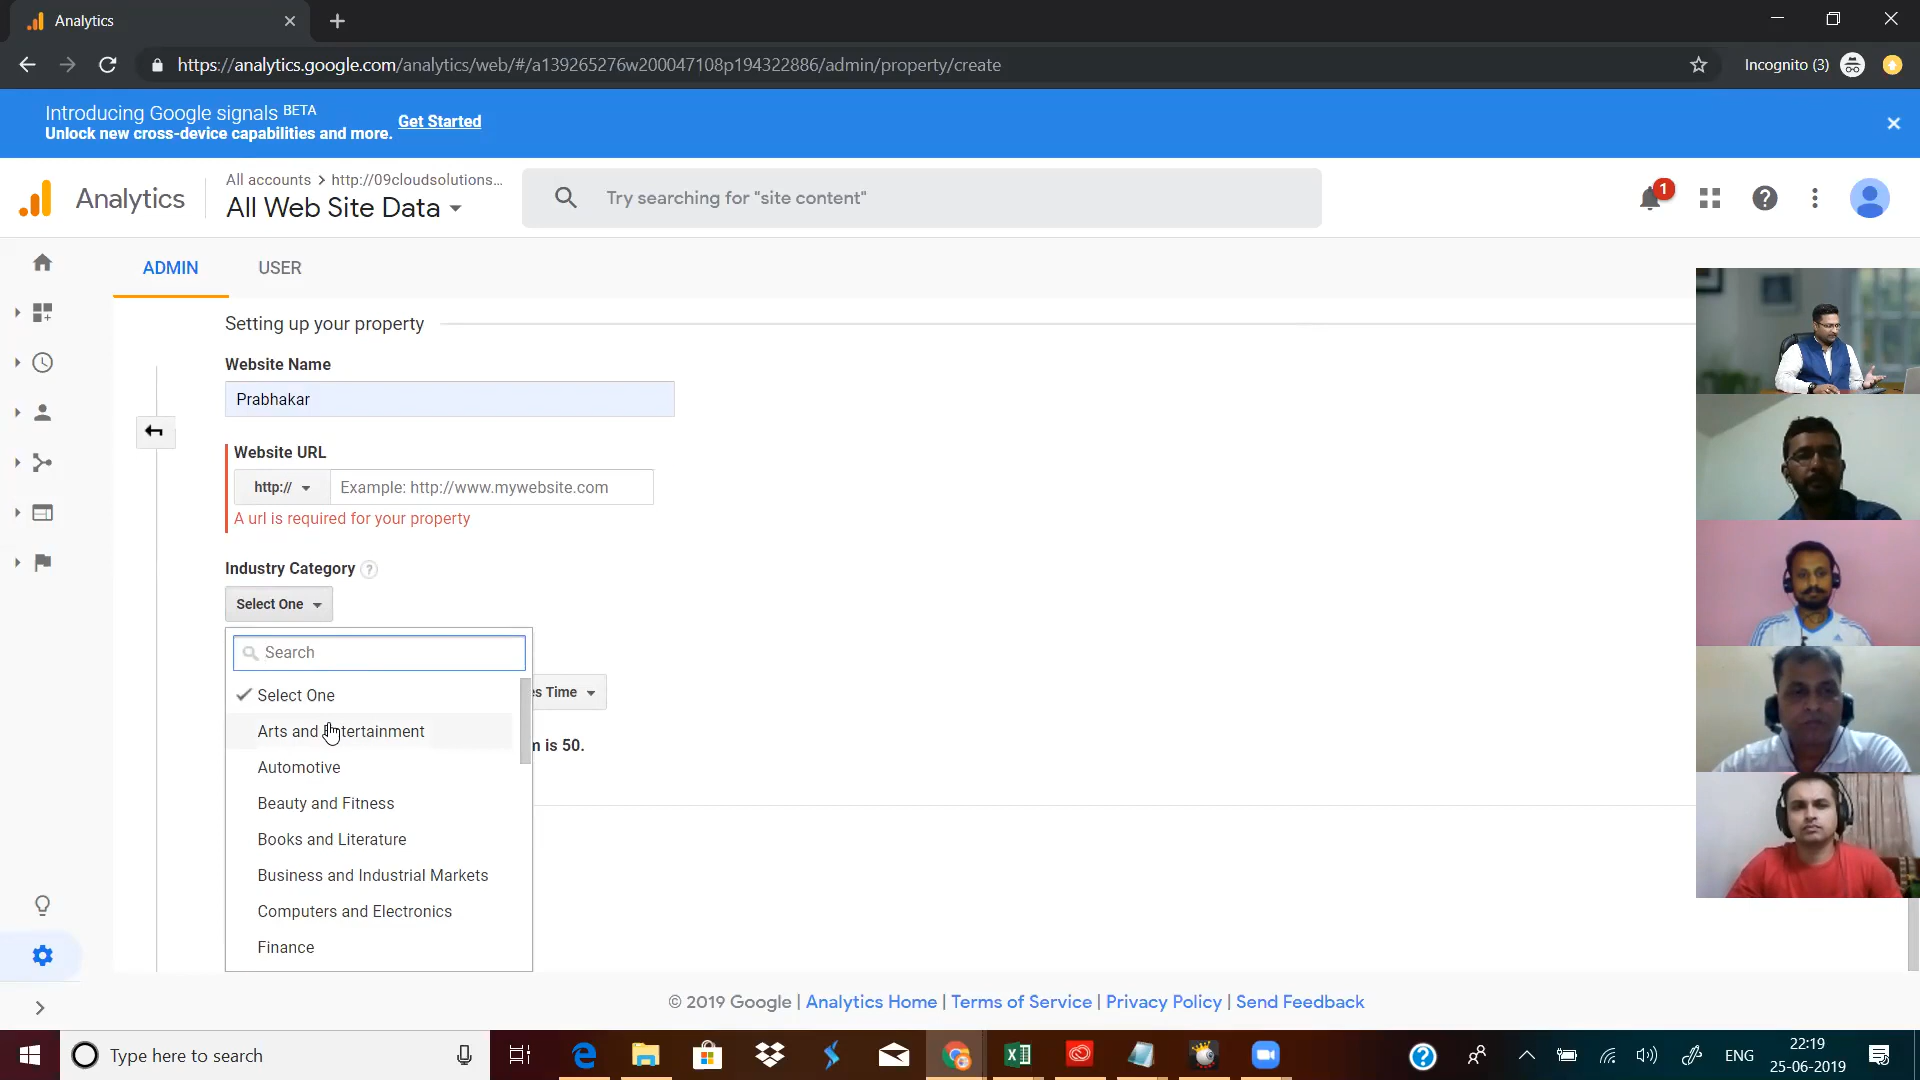 Analytics
https://analytics.google.com/analytics/web/#/a139265276w200047108p194322886/admin/property/create
Incognito (3)
Introducing Google signals BETA
Unlock new cross-device capabilities and more.
Get Started
Analytics
All accounts > http://09cloudsolutions...
All Web Site Data
Try searching for "site content"
1
ADMIN
USER
Setting up your property
Website Name
Prabhakar
Website URL
http://
Example: http://www.mywebsite.com
A url is required for your property
Industry Category
?
Select One
Search
Select One
Arts and Entertainment
Automotive
Beauty and Fitness
Books and Literature
Business and Industrial Markets
Computers and Electronics
Finance
Time
is 50.
© 2019 Google | Analytics Home | Terms of Service | Privacy Policy | Send Feedback
Type here to search
ENG
22:19
25-06-2019